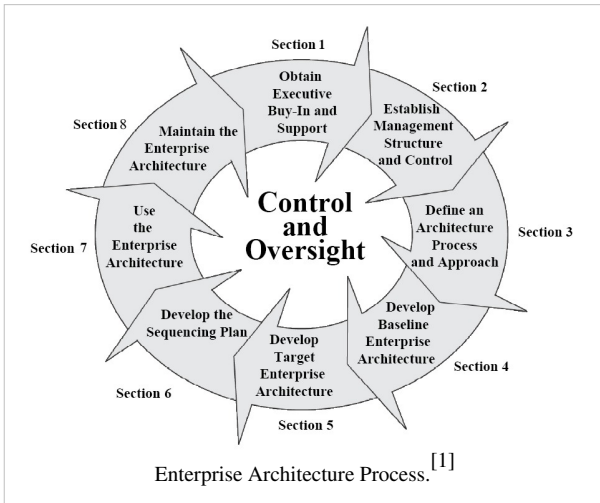 Section 1
Obtain
Executive
Buy-In and
Support
Section 2
Establish
Management
Structure
and Control
Section 3
Define an
Architecture
Process
and Approach
Section 4
Develop
Baseline
Enterprise
Architecture
Section 5
Develop
Target
Enterprise
Architecture
Section 6
Develop the
Sequencing Plan
Section 7
Use
the
Enterprise
Architecture
Section 8
Maintain the
Enterprise
Architecture
Control
and
Oversight
Enterprise Architecture Process.[1]